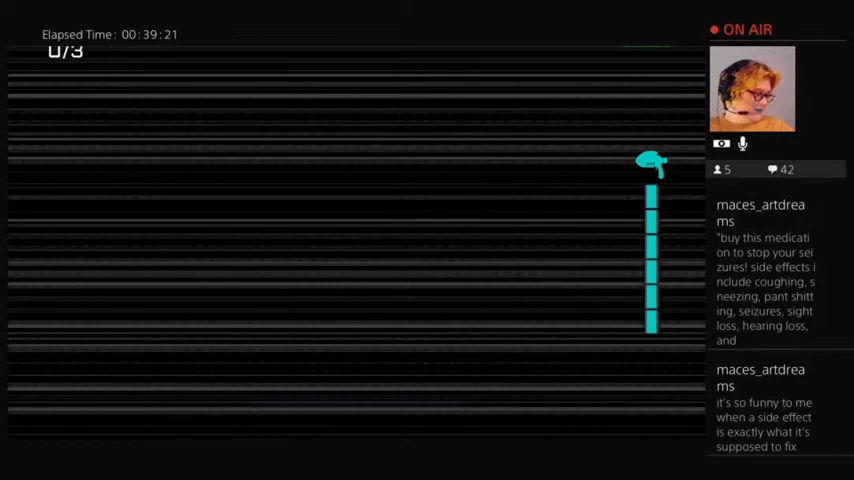 Elapsed Time: 00:39:21
0/3
ON AIR
5
42
maces_artdrea
ms
"buy this medicati
on to stop your sei
zures! side effects i
nclude coughing, s
neezing, pant shitt
ing, seizures, sight
loss, hearing loss,
and
maces_artdrea
ms
it's so funny to me
when a side effect
is exactly what it's
supposed to fix